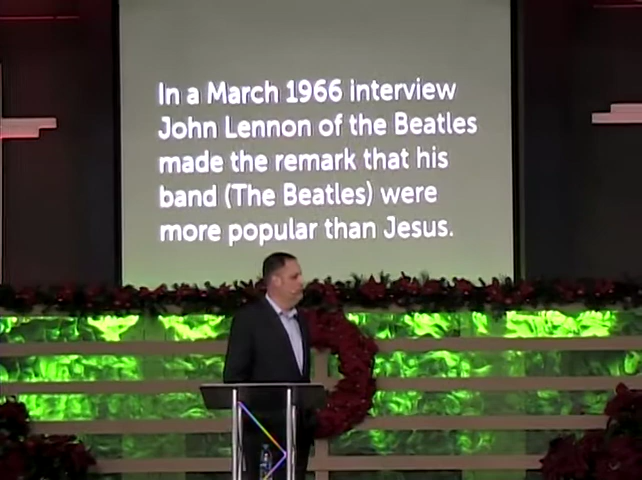 In a March 1966 interview
John Lennon of the Beatles
made the remark that his
band (The Beatles) were
more popular than Jesus.